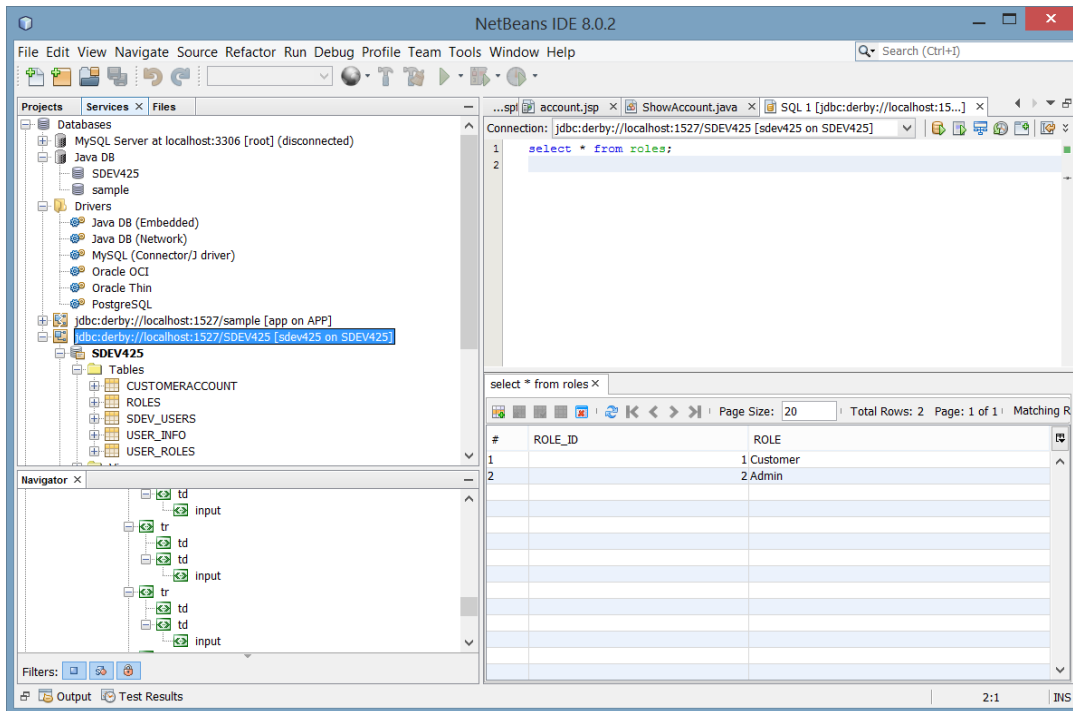 NetBeans IDE 8.0.2
File Edit View Navigate Source Refactor Run Debug Profile Team Tools Window Help
Search (Ctrl+I)
Projects Services Files
Databases
MySQL Server at localhost:3306 [root] (disconnected)
Java DB
SDEV425
sample
Drivers
Java DB (Embedded)
Java DB (Network)
MySQL (Connector/J driver)
Oracle OCI
Oracle Thin
PostgreSQL
jdbc:derby://localhost:1527/sample [app on APP]
jdbc:derby://localhost:1527/SDEV425 [sdev425 on SDEV425]
SDEV425
Tables
CUSTOMERACCOUNT
ROLES
SDEV_USERS
USER_INFO
USER_ROLES
Navigator
td
input
tr
td
td
input
tr
td
td
input
Filters:
...spl account.jsp ShowAccount.java SQL 1 [jdbc:derby://localhost:15...]
Connection: jdbc:derby://localhost:1527/SDEV425 [sdev425 on SDEV425]
1 select * from roles;
2
select * from roles
Page Size: 20 Total Rows: 2 Page: 1 of 1 Matching R
# ROLE_ID ROLE
1 1 Customer
2 2 Admin
Output Test Results
2:1 INS